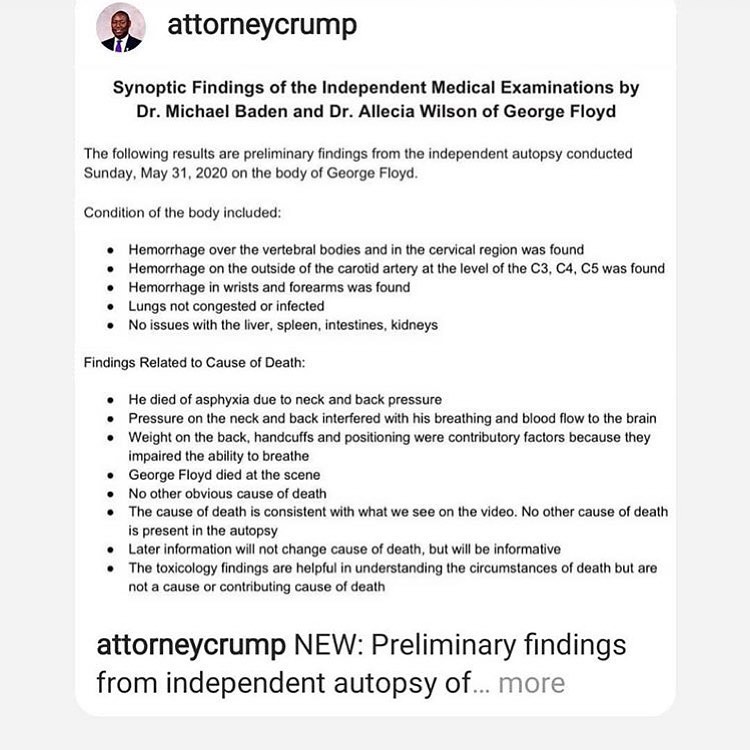 attorneycrump
Synoptic Findings of the Independent Medical Examinations by
Dr. Michael Baden and Dr. Allecia Wilson of George Floyd
The following results are preliminary findings from the independent autopsy conducted
Sunday, May 31, 2020 on the body of George Floyd.
Condition of the body included:
• Hemorrhage over the vertebral bodies and in the cervical region was found
• Hemorrhage on the outside of the carotid artery at the level of the C3, C4, C5 was found
• Hemorrhage in wrists and forearms was found
• Lungs not congested or infected
• No issues with the liver, spleen, intestines, kidneys
Findings Related to Cause of Death:
• He died of asphyxia due to neck and back pressure
• Pressure on the neck and back interfered with his breathing and blood flow to the brain
• Weight on the back, handcuffs and positioning were contributory factors because they
impaired the ability to breathe
• George Floyd died at the scene
• No other obvious cause of death
• The cause of death is consistent with what we see on the video. No other cause of death
is present in the autopsy
• Later information will not change cause of death, but will be informative
• The toxicology findings are helpful in understanding the circumstances of death but are
not a cause or contributing cause of death
attorneycrump NEW: Preliminary findings
from independent autopsy of... more